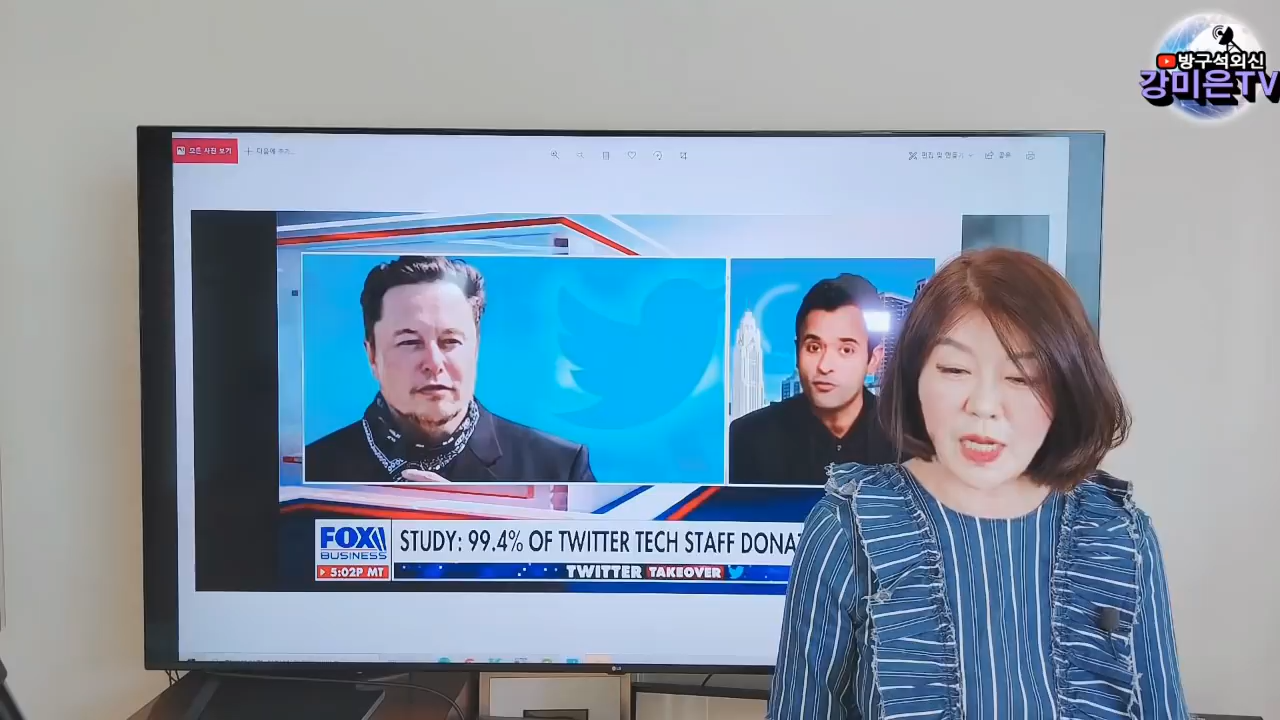 방구석외신
강미은TV
모든 사진 보기
FOX
BUSINESS
5:02P MT
STUDY: 99.4% OF TWITTER TECH STAFF DONA
TWITTER TAKEOVER
LG